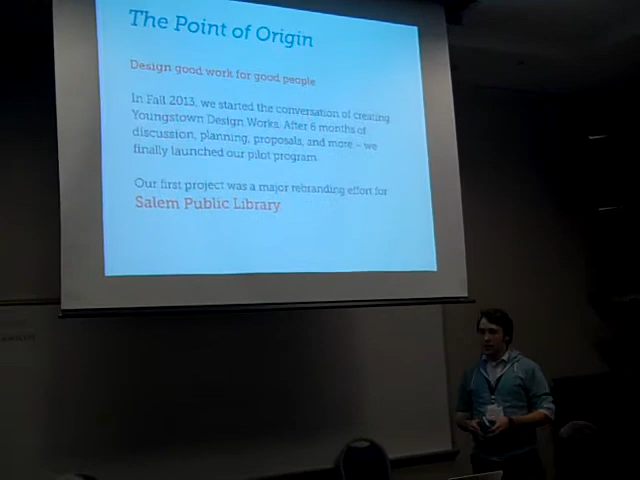 The Point of Origin
Design good work for good people
In Fall 2013, we started the conversation of creating
Youngstown Design Works. After 6 months of
discussion, planning, proposals, and more – we
finally launched our pilot program.
Our first project was a major rebranding effort for
Salem Public Library